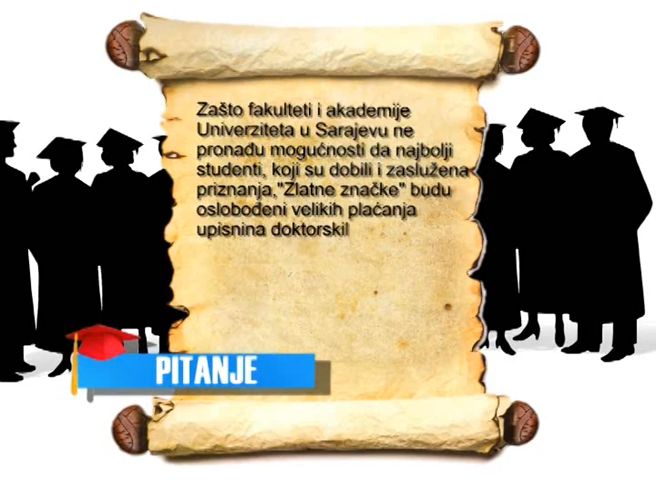 Zašto fakulteti i akademije
Univerziteta u Sarajevu ne
pronađu mogućnosti da najbolji
studenti, koji su dobili i zaslužena
priznanja,"Zlatne značke" budu
oslobođeni velikih plaćanja
upisnina doktorskil
PITANJE